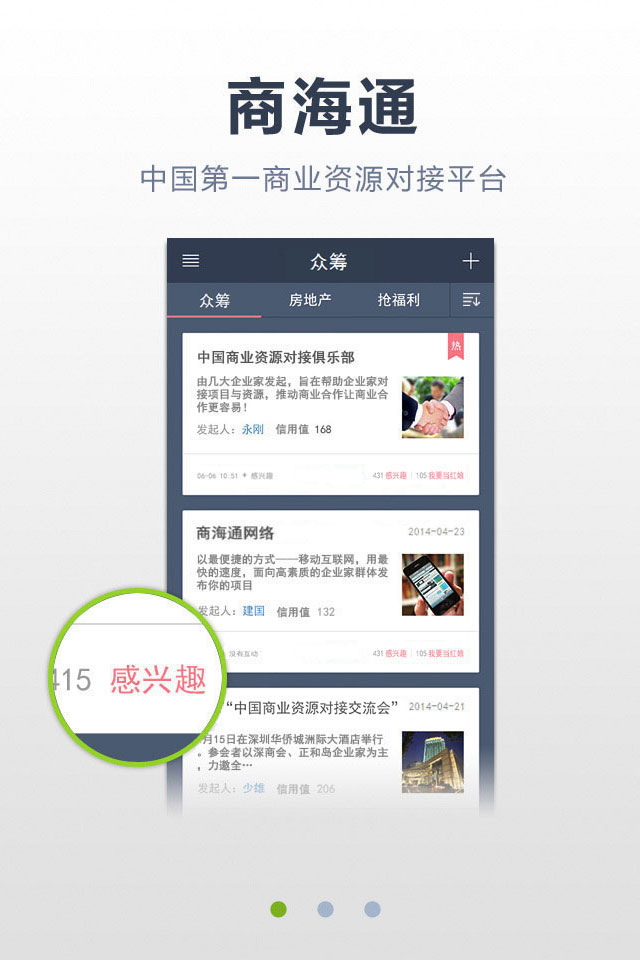 商海通
中国第一商业资源对接平台
众筹
众筹 房地产 抢福利
热
中国商业资源对接俱乐部
由几大企业家发起，旨在帮助企业家对
接项目与资源，推动商业合作让商业合
作更容易！
发起人：永刚 信用值 168
06-06 10:51 感兴趣 431 感兴趣 105 我要当红娘
商海通网络 2014-04-23
以最便捷的方式——移动互联网，用最
快的速度，面向高素质的企业家群体发
布你的项目
发起人：建国 信用值 132
没有互动 431 感兴趣 105 我要当红娘
415 感兴趣
“中国商业资源对接交流会” 2014-04-21
月15日在深圳华侨城洲际大酒店举行
。参会者以深商会、正和岛企业家为主
，力邀全…
发起人：少雄 信用值 206